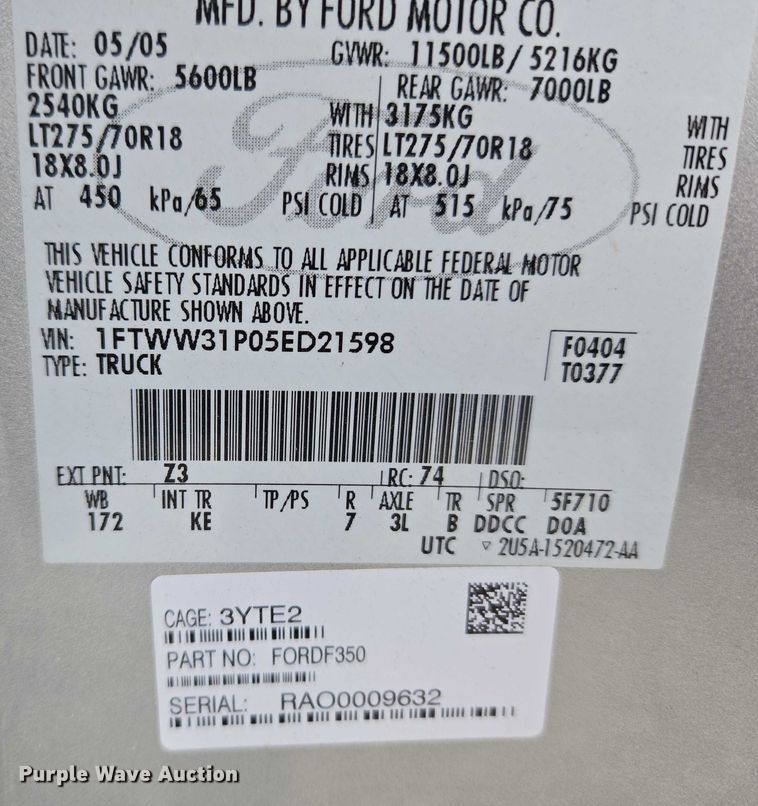 MFD. BY FORD MOTOR CO.
DATE: 05/05 GVWR: 11500LB/ 5216KG
FRONT GAWR: 5600LB REAR GAWR: 7000LB
2540KG WITH 3175KG WITH
LT275/70R18 TIRES LT275/70R18 TIRES
18X8.0J RIMS 18X8.0J RIMS
AT 450 kPa/65 PSI COLD AT 515 kPa/75 PSI COLD
Ford
THIS VEHICLE CONFORMS TO ALL APPLICABLE FEDERAL MOTOR
VEHICLE SAFETY STANDARDS IN EFFECT ON THE DATE OF
MANUFACTURE SHOWN ABOVE.
VIN: 1FTWW31P05ED21598 F0404
TYPE: TRUCK T0377
EXT PNT: Z3 RC: 74 DSO:
WB INT TR TP/PS R AXLE TR SPR 5F710
172 KE 7 3L B DDCC D0A
UTC ▽ 2U5A-1520472-AA
CAGE: 3YTE2
PART NO: FORDF350
SERIAL: RAO0009632
Purple Wave Auction